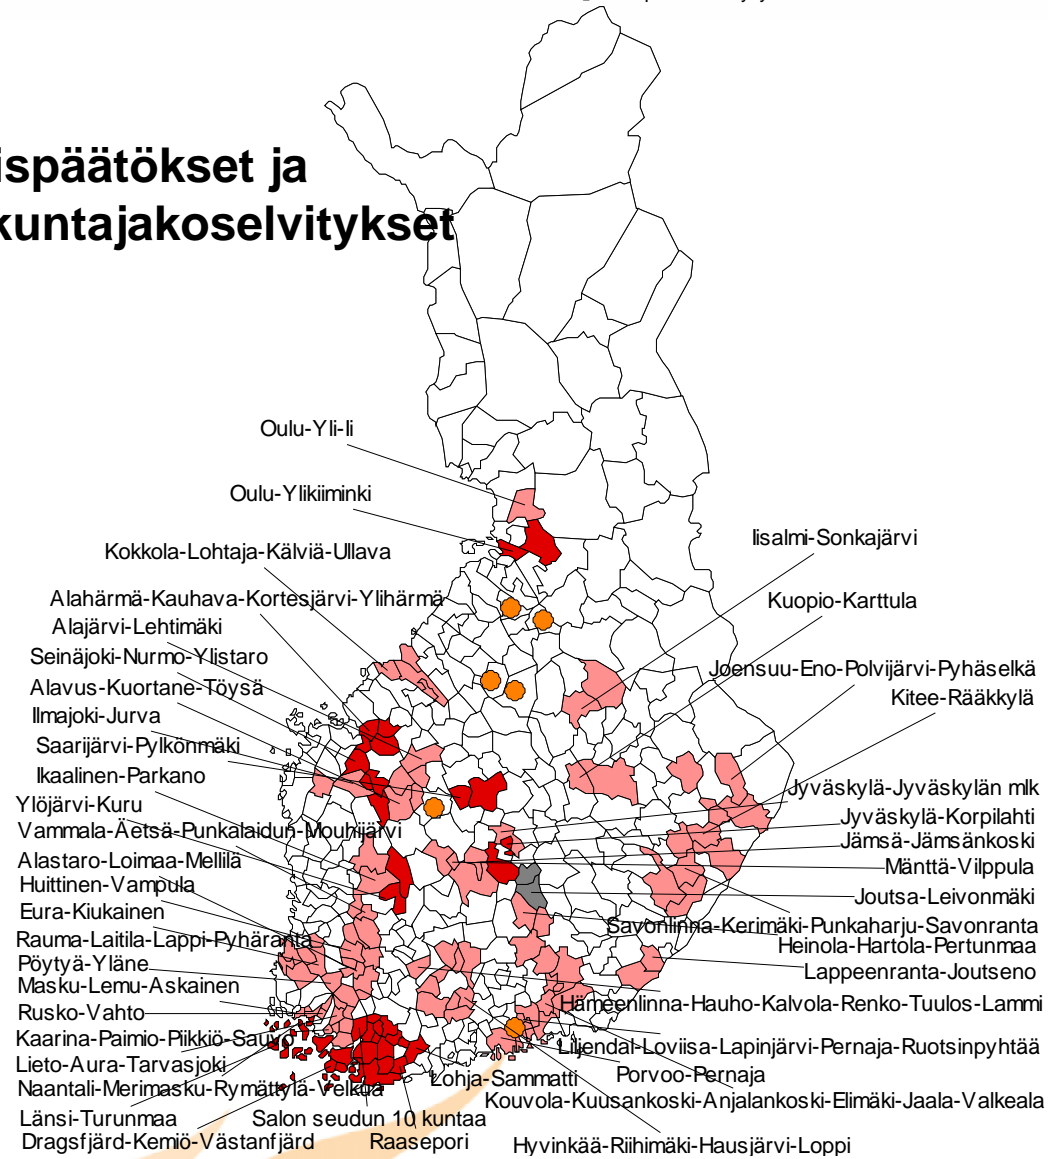 ispäätökset ja
kuntajakoselvitykset
Oulu-Yli-Ii
Oulu-Ylikiiminki
Kokkola-Lohtaja-Kälviä-Ullava
Alahärmä-Kauhava-Kortesjärvi-Ylihärmä
Alajärvi-Lehtimäki
Seinäjoki-Nurmo-Ylistaro
Alavus-Kuortane-Töysä
Ilmajoki-Jurva
Saarijärvi-Pylkönmäki
Ikaalinen-Parkano
Ylöjärvi-Kuru
Vammala-Äetsä-Punkalaidun-Mouhijärvi
Alastaro-Loimaa-Mellilä
Huittinen-Vampula
Eura-Kiukainen
Rauma-Laitila-Lappi-Pyhäranta
Pöytyä-Yläne
Masku-Lemu-Askainen
Rusko-Vahto
Kaarina-Paimio-Piikkiö-Sauvo
Lieto-Aura-Tarvasjoki
Naantali-Merimasku-Rymättylä-Velkua
Länsi-Turunmaa
Dragsfjärd-Kemiö-Västanfjärd
Salon seudun 10 kuntaa
Raasepori
Lohja-Sammatti
Iisalmi-Sonkajärvi
Kuopio-Karttula
Joensuu-Eno-Polvijärvi-Pyhäselkä
Kitee-Rääkkylä
Jyväskylä-Jyväskylän mlk
Jyväskylä-Korpilahti
Jämsä-Jämsänkoski
Mänttä-Vilppula
Joutsa-Leivonmäki
Savonlinna-Kerimäki-Punkaharju-Savonranta
Heinola-Hartola-Pertunmaa
Lappeenranta-Joutseno
Hämeenlinna-Hauho-Kalvola-Renko-Tuulos-Lammi
Liljendal-Loviisa-Lapinjärvi-Pernaja-Ruotsinpyhtää
Porvoo-Pernaja
Kouvola-Kuusankoski-Anjalankoski-Elimäki-Jaala-Valkeala
Hyvinkää-Riihimäki-Hausjärvi-Loppi